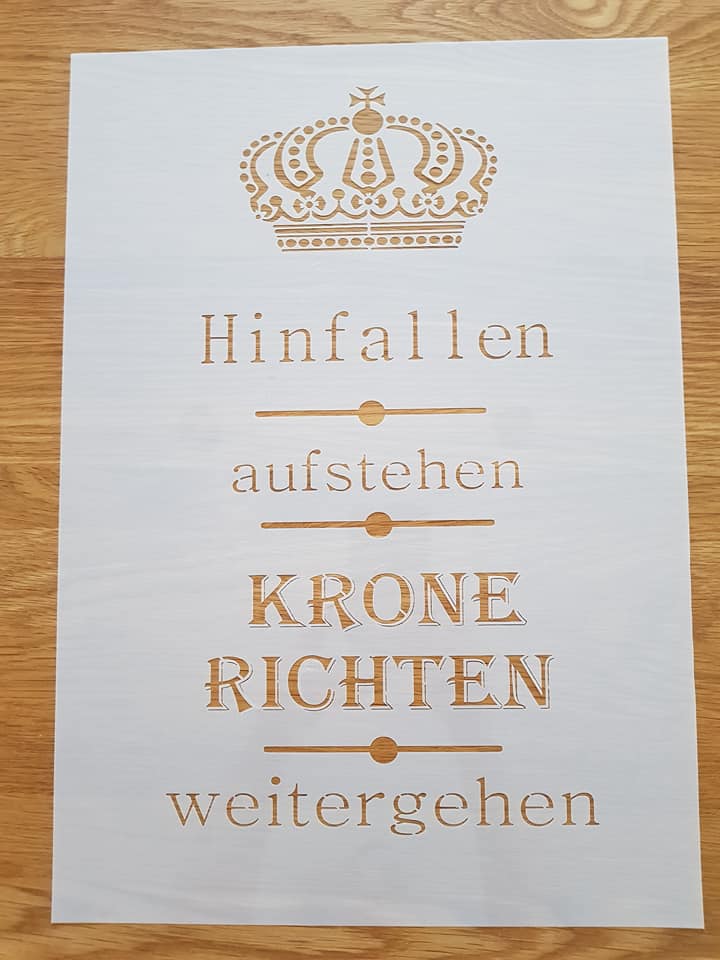 Hinfallen
aufstehen
KRONE
RICHTEN
weitergehen